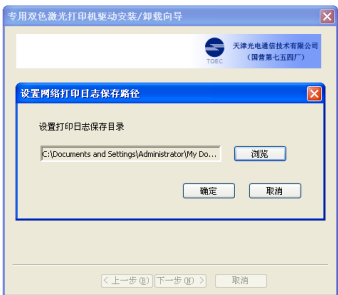 专用双色激光打印机驱动安装/卸载向导
TOEC
天津光电通信技术有限公司
(国营第七五四厂)
设置网络打印日志保存路径
设置打印日志保存目录
C:\Documents and Settings\Administrator\My Do...
浏览
确定
取消
< 上一步(B)
下一步(N) >
取消